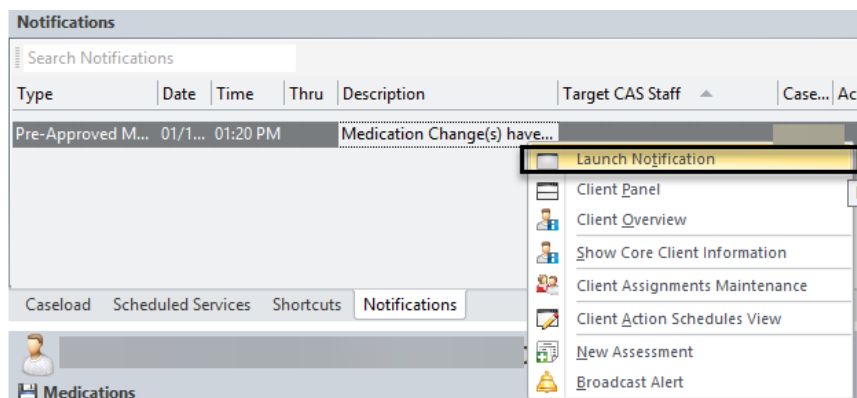 Notifications
Search Notifications
Type Date Time Thru Description Target CAS Staff Case... Ac
Pre-Approved M... 01/1... 01:20 PM Medication Change(s) have...
Launch Notification
Client Panel
Client Overview
Show Core Client Information
Client Assignments Maintenance
Client Action Schedules View
New Assessment
Broadcast Alert
Caseload Scheduled Services Shortcuts Notifications
Medications